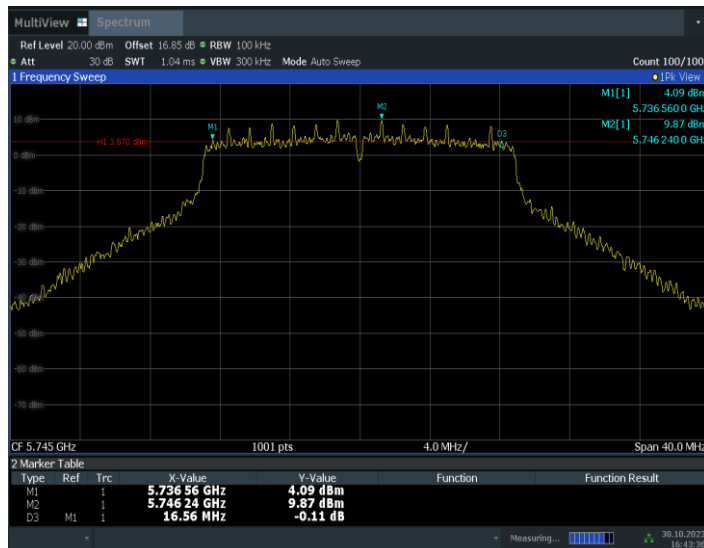 MultiView Spectrum
Ref Level 20.00 dBm Offset 16.85 dB RBW 100 kHz
Att 30 dB SWT 1.04 ms VBW 300 kHz Mode Auto Sweep Count 100/100
1 Frequency Sweep 1Pk View
M1[1] 4.09 dBm
5.736 560 0 GHz
M2[1] 9.87 dBm
5.746 240 0 GHz
M2
10 dBm
M1
D3
H1 3.870 dBm
0 dBm
-10 dBm
-20 dBm
-30 dBm
-40 dBm
-50 dBm
-60 dBm
-70 dBm
CF 5.745 GHz 1001 pts 4.0 MHz/ Span 40.0 MHz
2 Marker Table
Type Ref Trc X-Value Y-Value Function Function Result
M1 1 5.736 56 GHz 4.09 dBm
M2 1 5.746 24 GHz 9.87 dBm
D3 M1 1 16.56 MHz -0.11 dB
Measuring... 30.10.2023
16:43:36